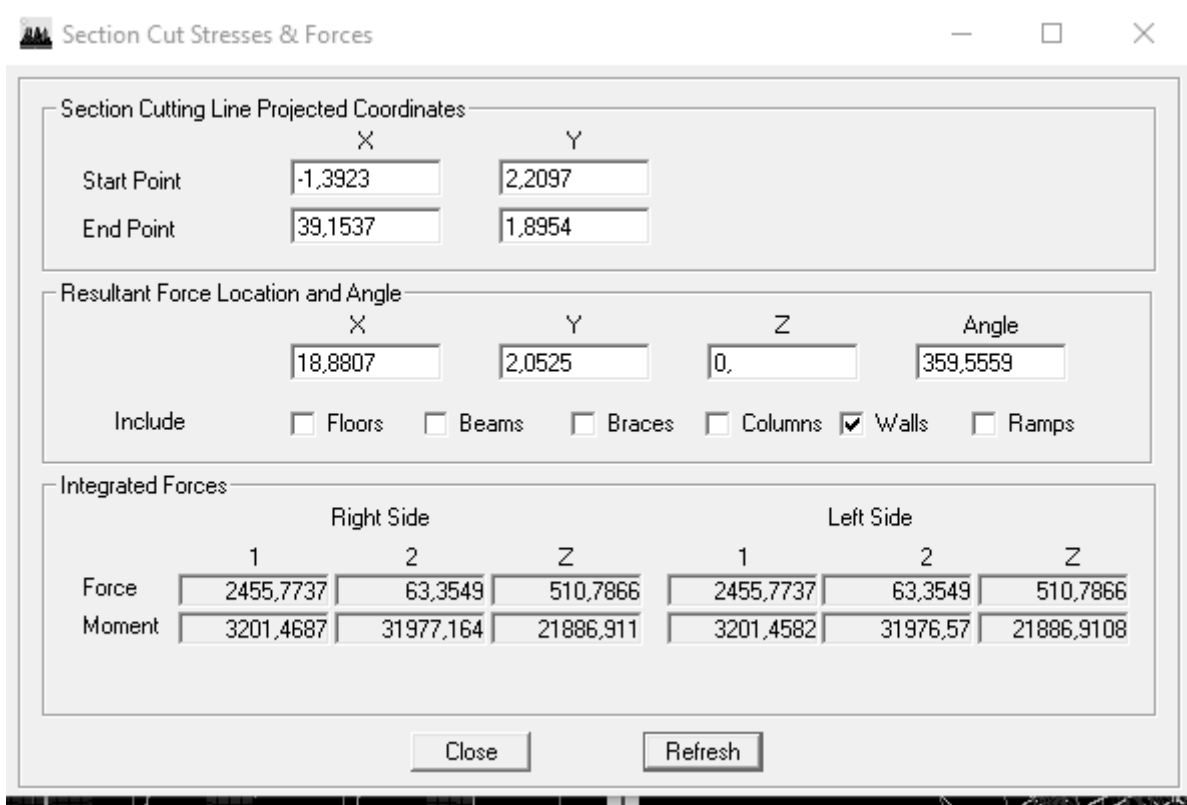 Section Cut Stresses & Forces
Section Cutting Line Projected Coordinates
X Y
Start Point -1,3923 2,2097
End Point 39,1537 1,8954
Resultant Force Location and Angle
X Y Z Angle
18,8807 2,0525 0, 359,5559
Include Floors Beams Braces Columns Walls Ramps
Integrated Forces
Right Side Left Side
1 2 Z 1 2 Z
Force 2455,7737 63,3549 510,7866 2455,7737 63,3549 510,7866
Moment 3201,4687 31977,164 21886,911 3201,4582 31976,57 21886,9108
Close Refresh